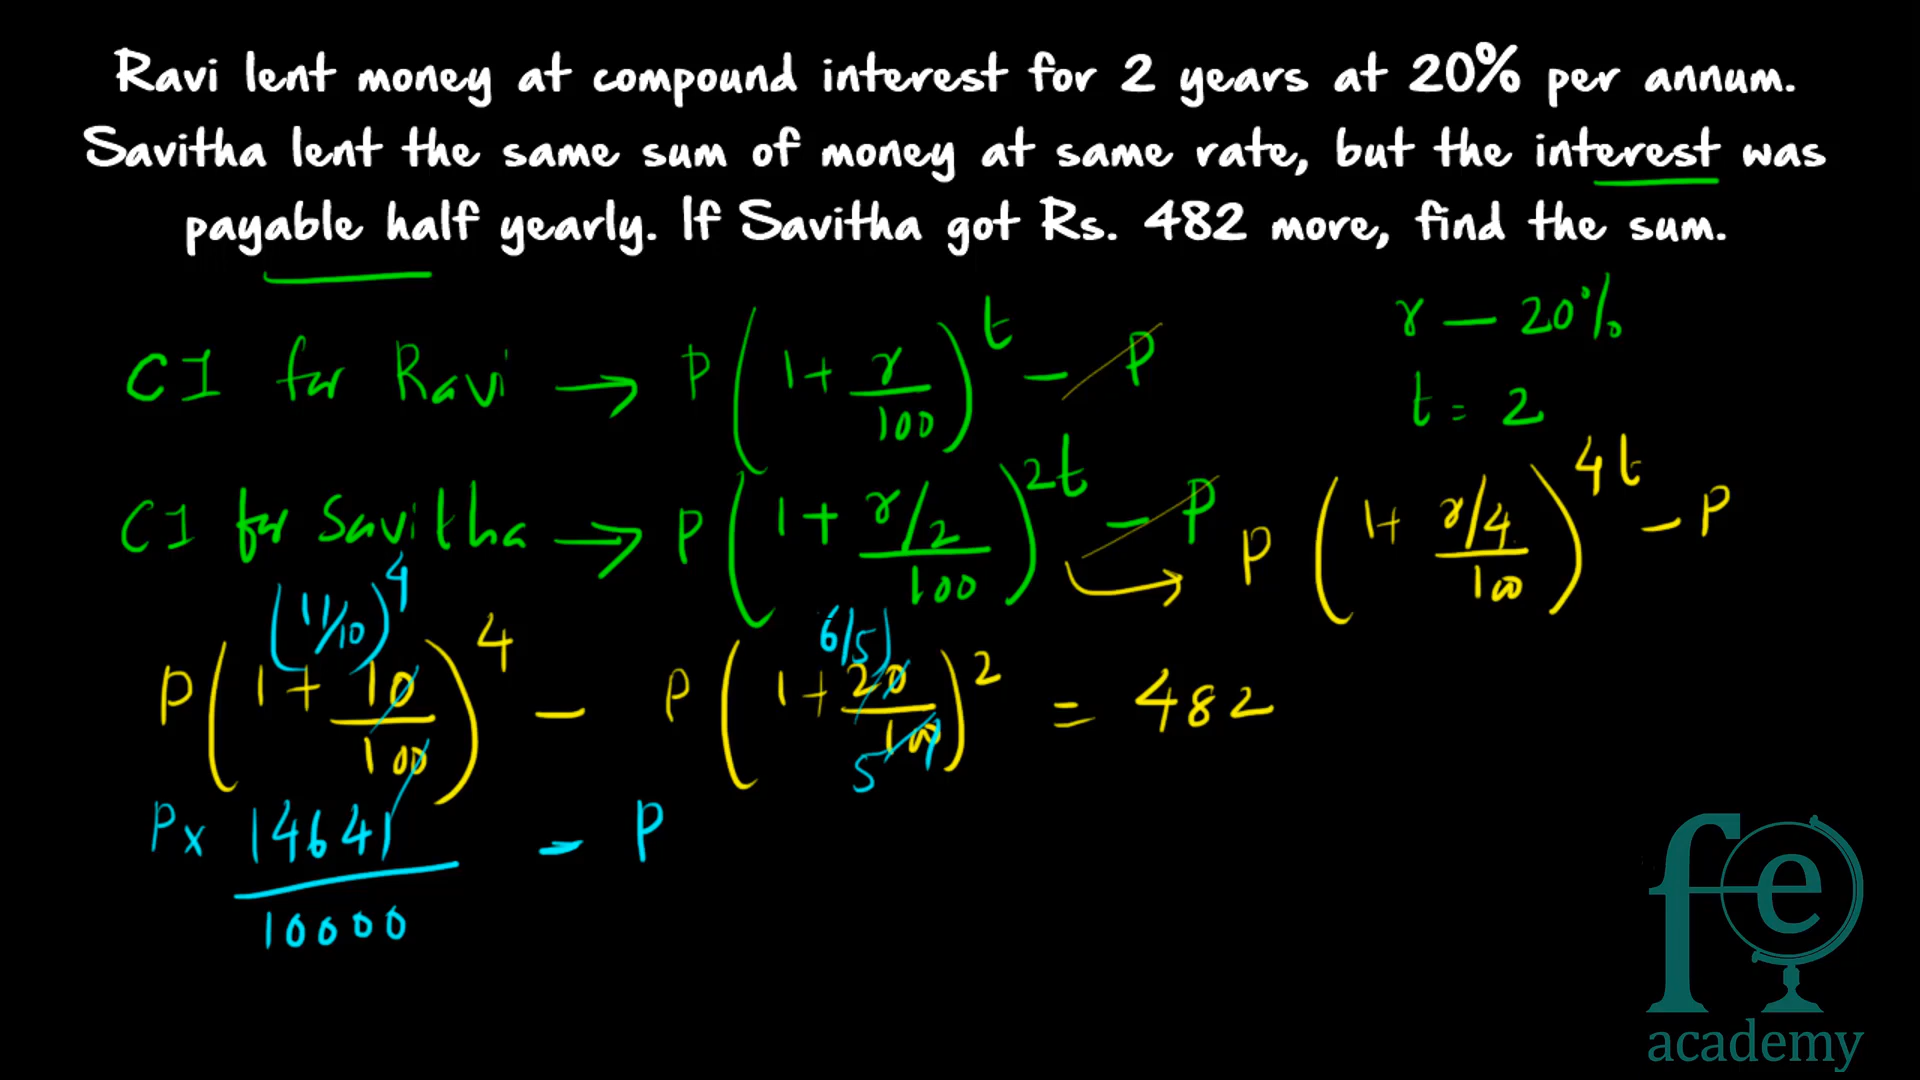 Ravi lent money at compound interest for 2 years at 20% per annum.
Savitha lent the same sum of money at same rate, but the interest was
payable half yearly. If Savitha got Rs. 482 more, find the sum.
r — 20%
CI for Ravi → P(1 + r/100)^t - P
t = 2
CI for Savitha → P(1 + r/2/100)^2t - P → P(1 + r/4/100)^4t - P
(11/10)^4 6/5)
P(1 + 10/100)^4 - P(1 + 20/100)^2 = 482
5
P x 14641/10000 - P
fe
academy